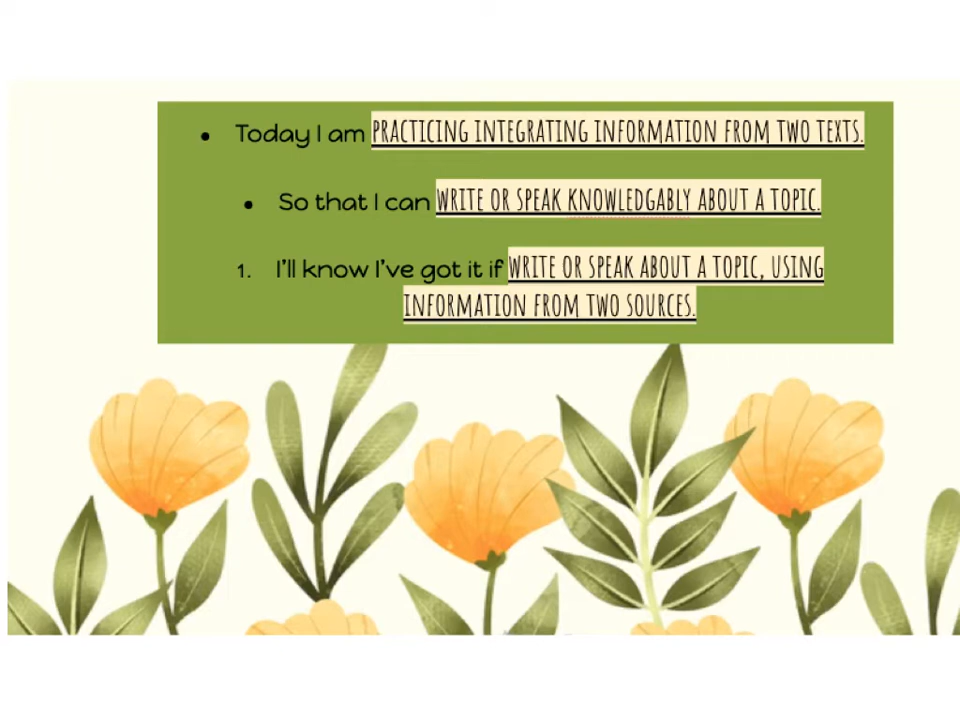 • Today I am PRACTICING INTEGRATING INFORMATION FROM TWO TEXTS.
• So that I can WRITE OR SPEAK KNOWLEDGABLY ABOUT A TOPIC.
1. I'll know I've got it if WRITE OR SPEAK ABOUT A TOPIC, USING
INFORMATION FROM TWO SOURCES.